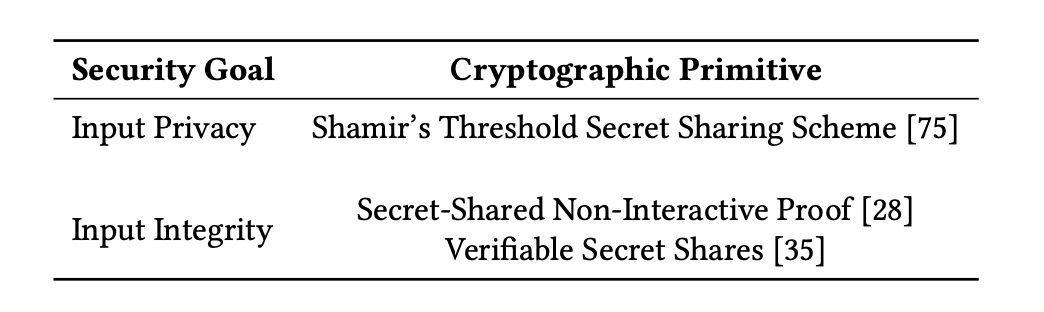 Security Goal Cryptographic Primitive
Input Privacy Shamir’s Threshold Secret Sharing Scheme [75]
Secret-Shared Non-Interactive Proof [28]
Input Integrity
Verifiable Secret Shares [35]